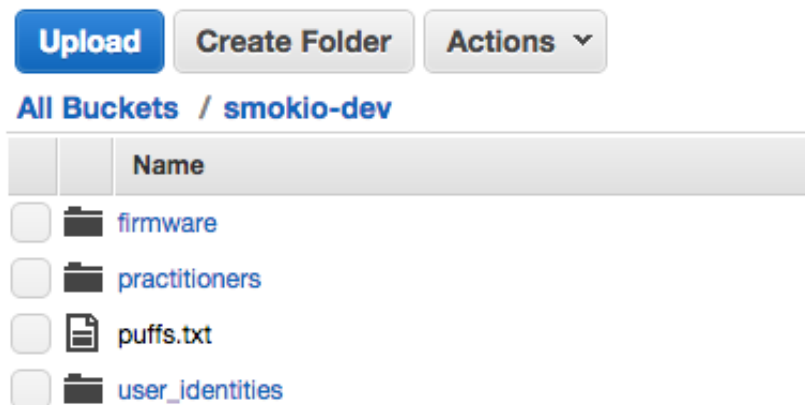 Upload Create Folder Actions
All Buckets / smokio-dev
Name
firmware
practitioners
puffs.txt
user_identities